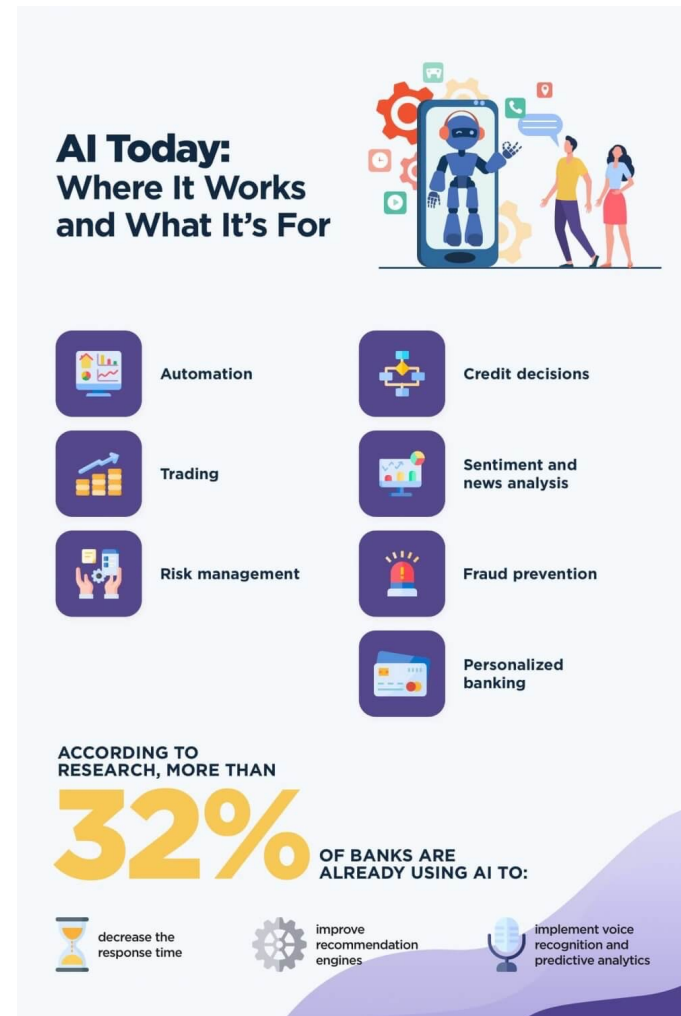 AI Today:
Where It Works
and What It's For
Automation
Trading
Risk management
Credit decisions
Sentiment and
news analysis
Fraud prevention
Personalized
banking
ACCORDING TO
RESEARCH, MORE THAN
32%
OF BANKS ARE
ALREADY USING AI TO:
decrease the
response time
improve
recommendation
engines
implement voice
recognition and
predictive analytics